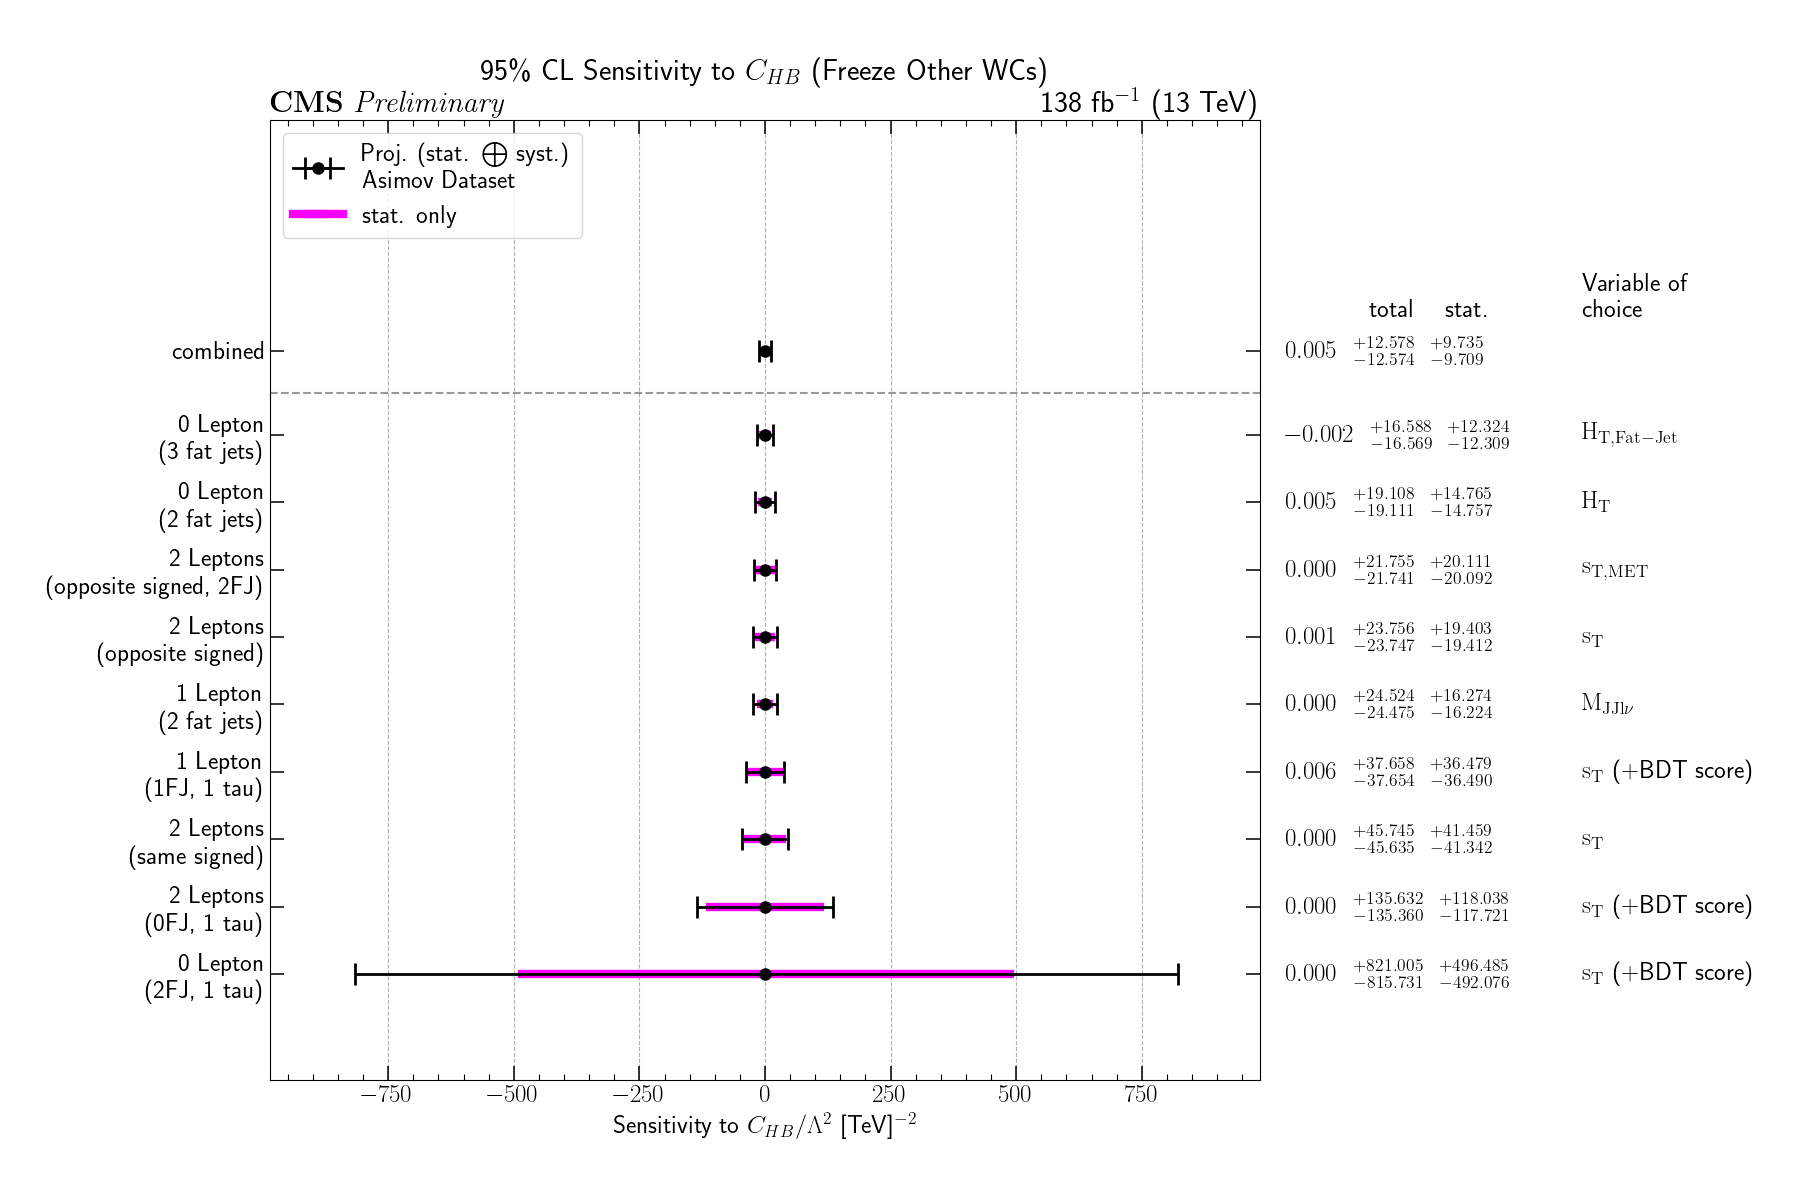 95% CL Sensitivity to C_{HB} (Freeze Other WCs)
CMS Preliminary 138 fb^{-1} (13 TeV)
Proj. (stat. ⨁ syst.)
Asimov Dataset
stat. only
Variable of
total stat. choice
combined 0.005 +12.578 −12.574 +9.735 −9.709
0 Lepton
(3 fat jets) −0.002 +16.588 −16.569 +12.324 −12.309 H_{T,Fat−Jet}
0 Lepton
(2 fat jets) 0.005 +19.108 −19.111 +14.765 −14.757 H_T
2 Leptons
(opposite signed, 2FJ) 0.000 +21.755 −21.741 +20.111 −20.092 s_{T,MET}
2 Leptons
(opposite signed) 0.001 +23.756 −23.747 +19.403 −19.412 s_T
1 Lepton
(2 fat jets) 0.000 +24.524 −24.475 +16.274 −16.224 M_{JJlν}
1 Lepton
(1FJ, 1 tau) 0.006 +37.658 −37.654 +36.479 −36.490 s_T (+BDT score)
2 Leptons
(same signed) 0.000 +45.745 −45.635 +41.459 −41.342 s_T
2 Leptons
(0FJ, 1 tau) 0.000 +135.632 −135.360 +118.038 −117.721 s_T (+BDT score)
0 Lepton
(2FJ, 1 tau) 0.000 +821.005 −815.731 +496.485 −492.076 s_T (+BDT score)
−750 −500 −250 0 250 500 750
Sensitivity to C_{HB}/Λ^2 [TeV]^{−2}